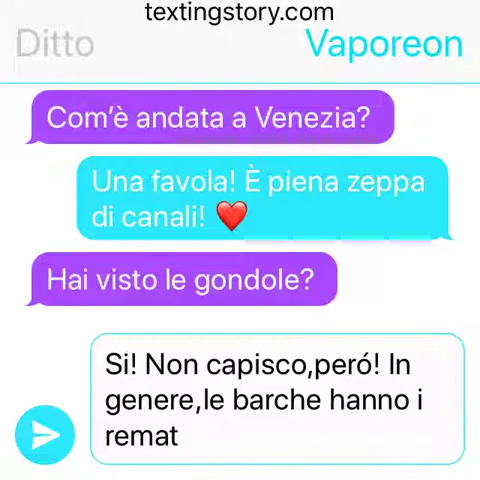 textingstory.com
Ditto
Vaporeon
Com’è andata a Venezia?
Una favola! È piena zeppa
di canali! ❤️
Hai visto le gondole?
Si! Non capisco,peró! In
genere,le barche hanno i
remat